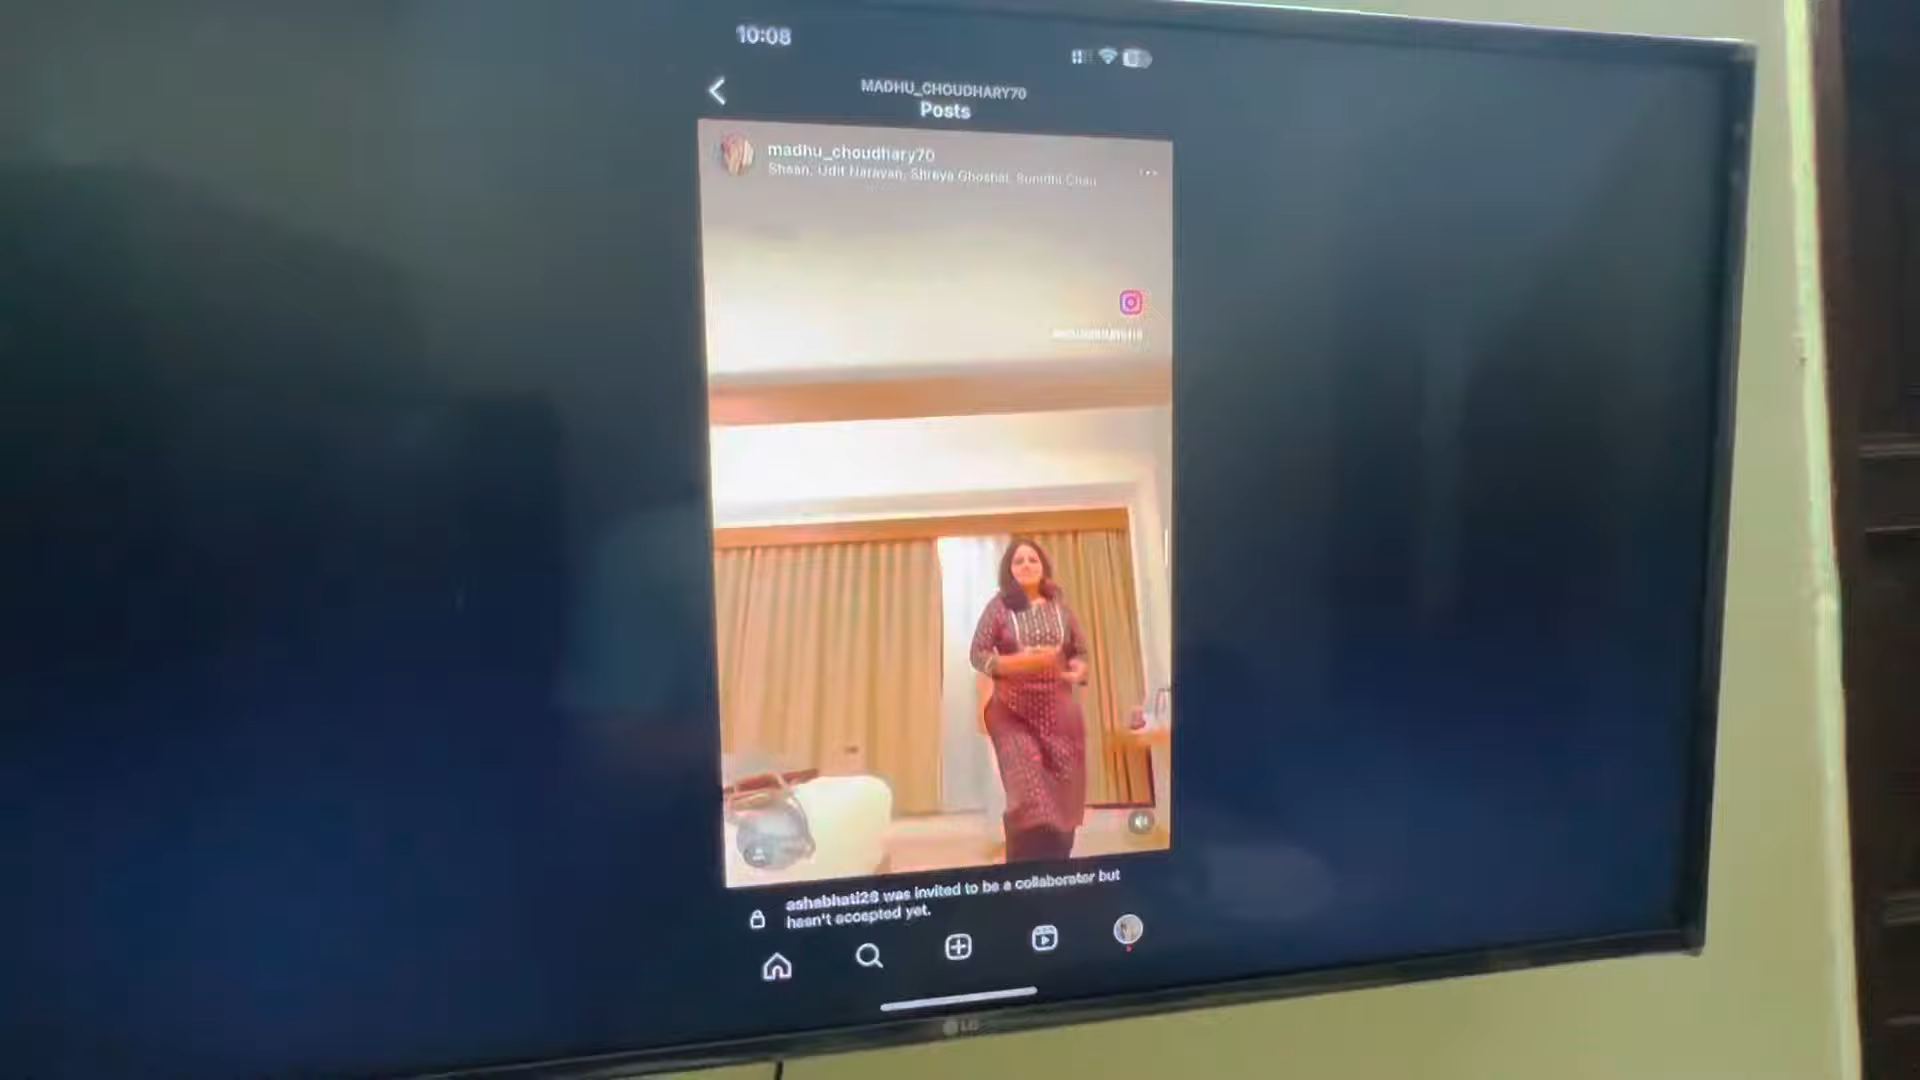 10:08
MADHU_CHOUDHARY70
Posts
madhu_choudhary70
Shaan, Udit Narayan, Shreya Ghoshal, Sunidhi Chau
ashabhati28 was invited to be a collaborator but
hasn't accepted yet.
LG